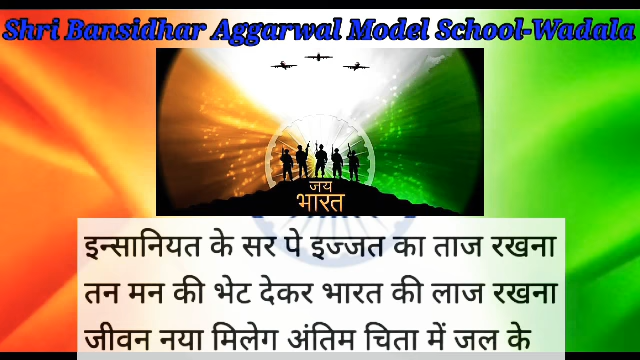 Shri Bansidhar Aggarwal Model School-Wadala
जय
भारत
इन्सानियत के सर पे इज्जत का ताज रखना
तन मन की भेट देकर भारत की लाज रखना
जीवन नया मिलेग अंतिम चिता में जल के